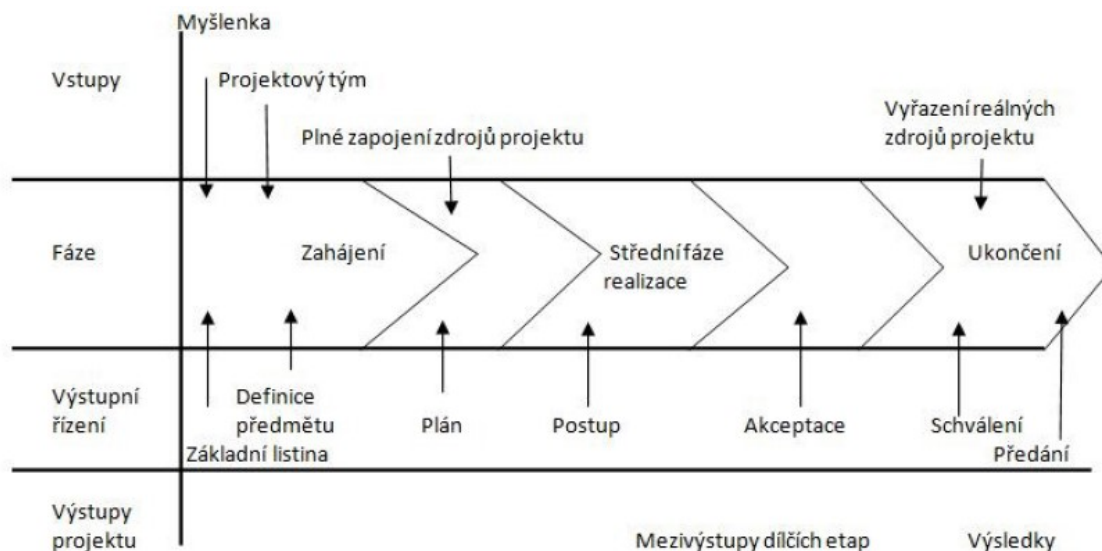 Myšlenka
Vstupy
Projektový tým
Plné zapojení zdrojů projektu
Vyřazení reálných
zdrojů projektu
Fáze
Zahájení
Střední fáze
realizace
Ukončení
Výstupní
řízení
Základní listina
Definice
předmětu
Plán
Postup
Akceptace
Schválení
Předání
Výstupy
projektu
Mezivýstupy dílčích etap
Výsledky